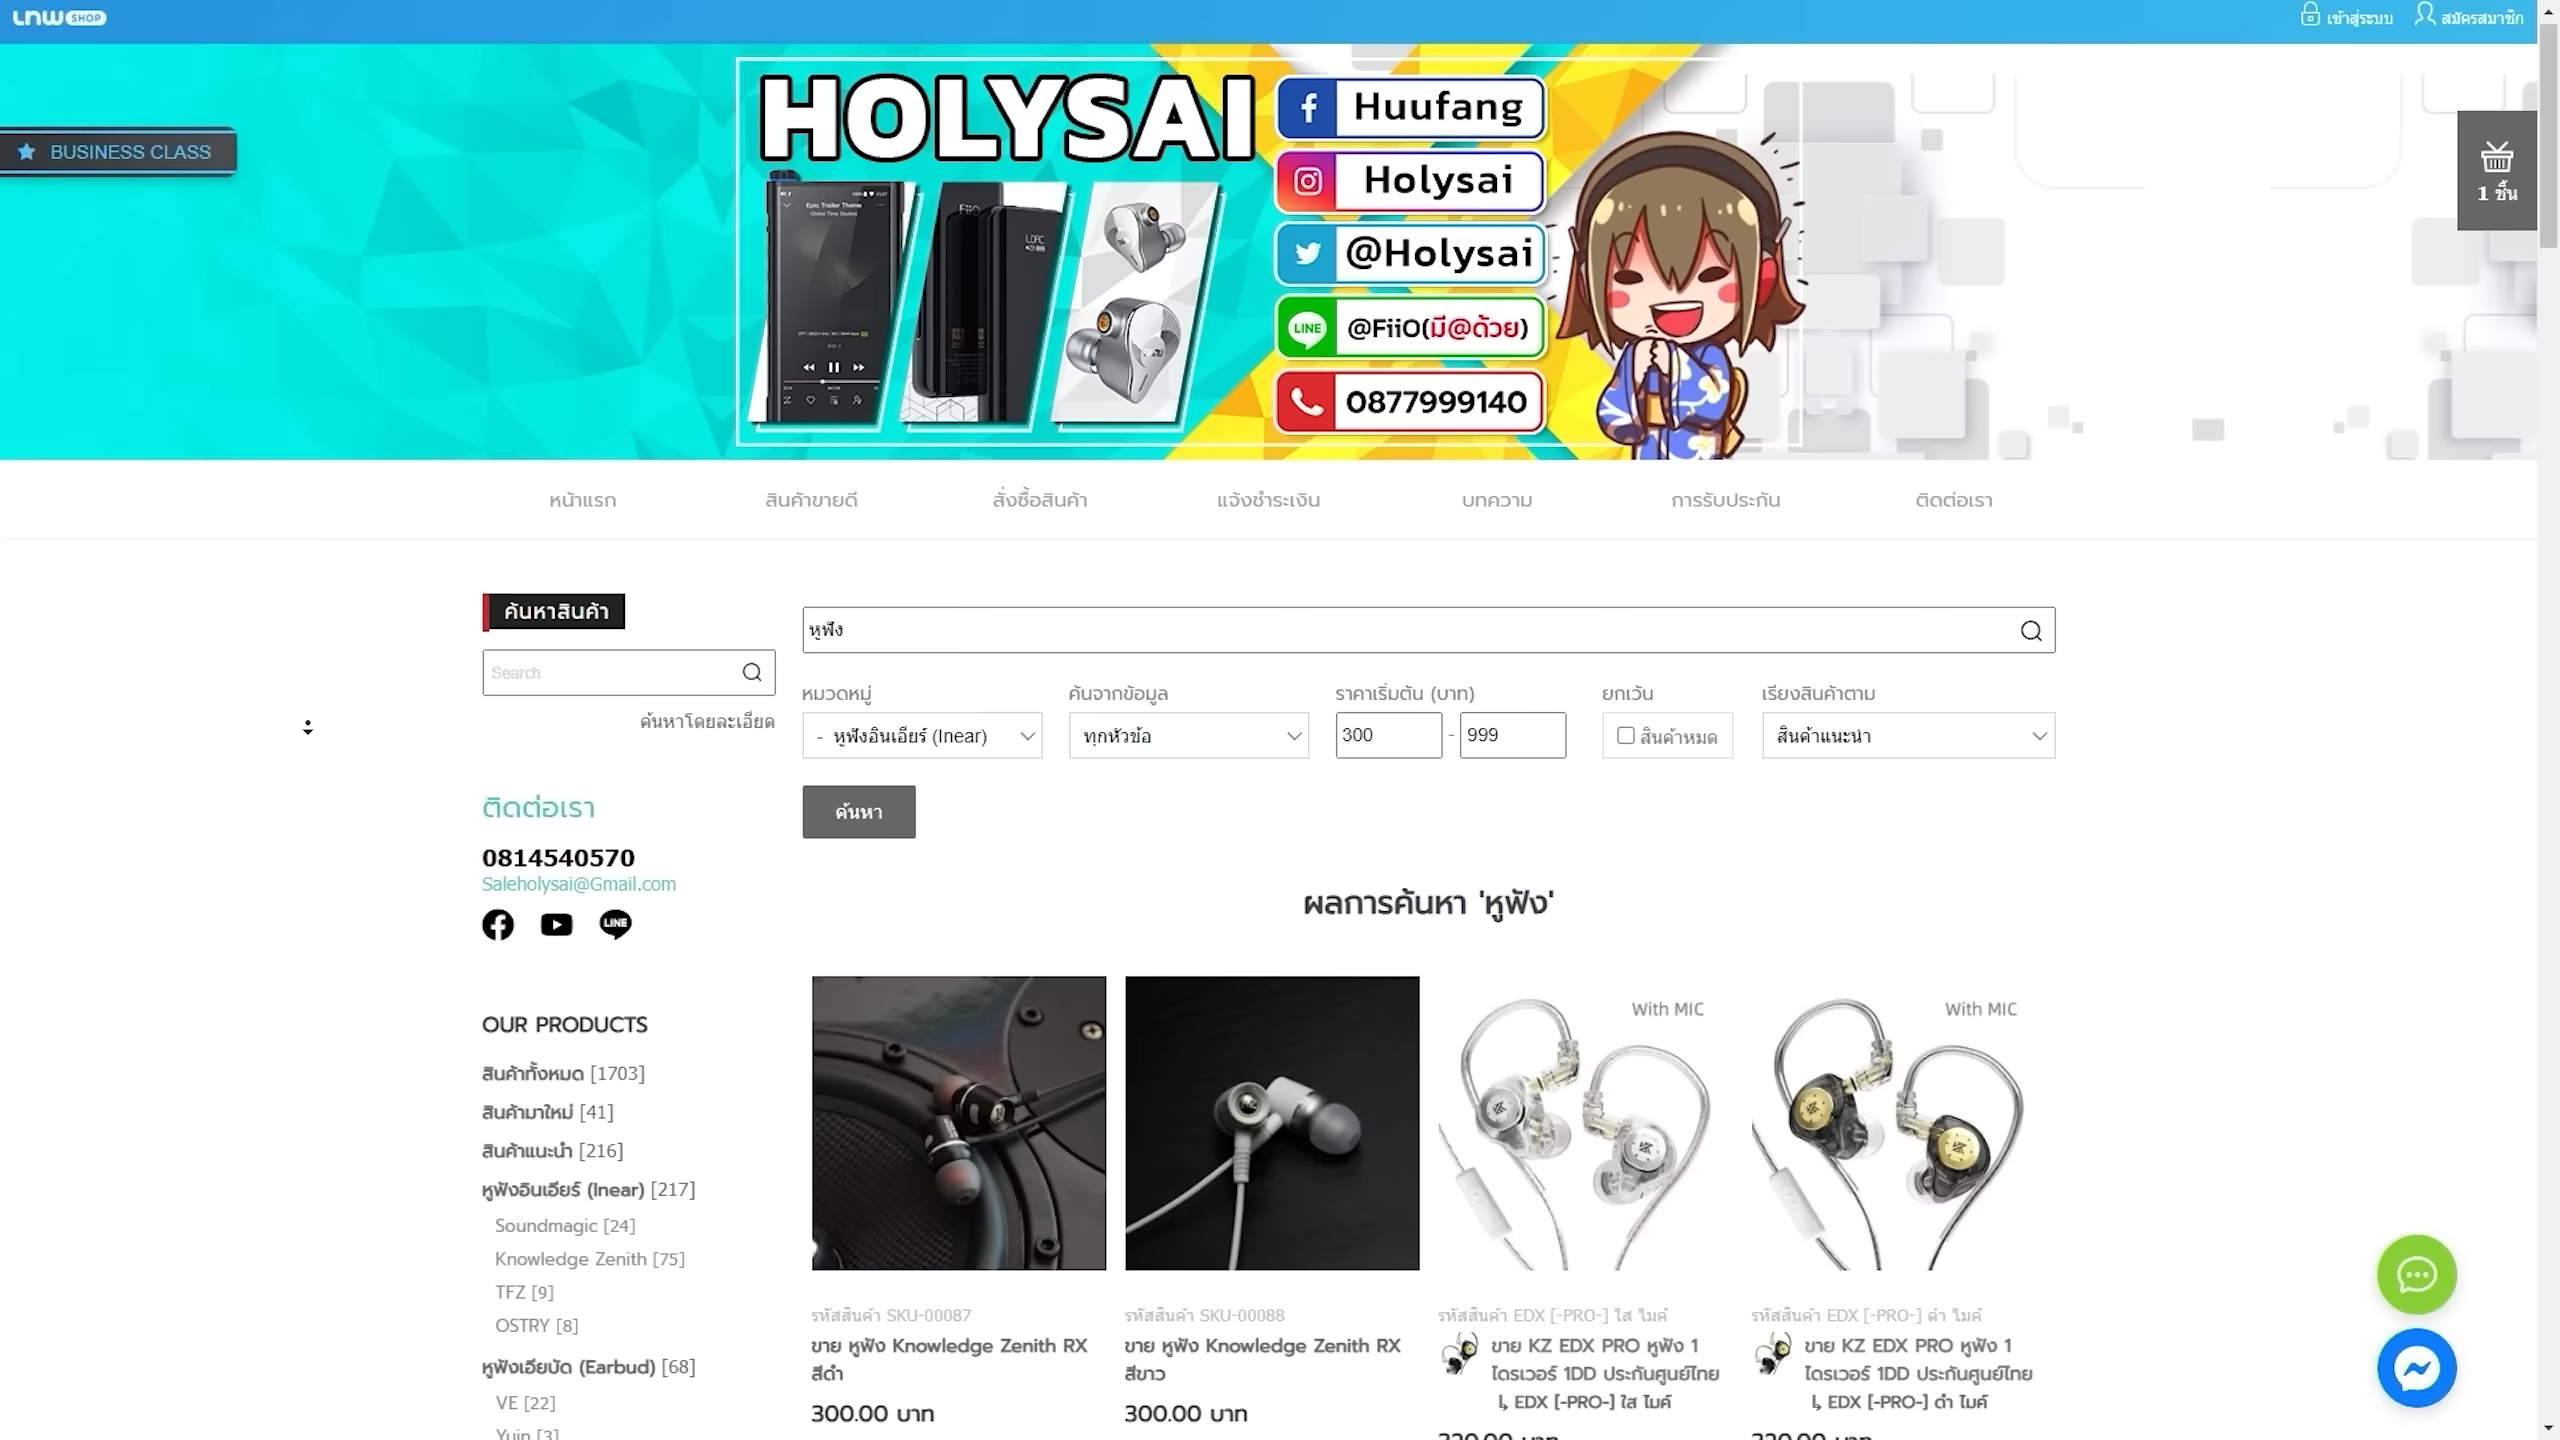 LnwSHOP
เข้าสู่ระบบ
สมัครสมาชิก
BUSINESS CLASS
HOLYSAI
Huufang
Holysai
@Holysai
LINE
@FiiO(มี@ด้วย)
0877999140
Epic Trailer Theme
FiiO
1 ชิ้น
หน้าแรก
สินค้าขายดี
สั่งซื้อสินค้า
แจ้งชำระเงิน
บทความ
การรับประกัน
ติดต่อเรา
ค้นหาสินค้า
Search
ค้นหาโดยละเอียด
หูฟัง
หมวดหมู่
ค้นจากข้อมูล
ราคาเริ่มต้น (บาท)
ยกเว้น
เรียงสินค้าตาม
- หูฟังอินเอียร์ (Inear)
ทุกหัวข้อ
300 - 999
สินค้าหมด
สินค้าแนะนำ
ค้นหา
ติดต่อเรา
0814540570
Saleholysai@Gmail.com
LINE
ผลการค้นหา 'หูฟัง'
OUR PRODUCTS
สินค้าทั้งหมด [1703]
สินค้ามาใหม่ [41]
สินค้าแนะนำ [216]
หูฟังอินเอียร์ (Inear) [217]
Soundmagic [24]
Knowledge Zenith [75]
TFZ [9]
OSTRY [8]
หูฟังเอียบัด (Earbud) [68]
VE [22]
Yuin [3]
รหัสสินค้า SKU-00087
ขาย หูฟัง Knowledge Zenith RX
สีดำ
300.00 บาท
รหัสสินค้า SKU-00088
ขาย หูฟัง Knowledge Zenith RX
สีขาว
300.00 บาท
With MIC
รหัสสินค้า EDX [-PRO-] ใส ไมค์
ขาย KZ EDX PRO หูฟัง 1
ไดรเวอร์ 1DD ประกันศูนย์ไทย
↳ EDX [-PRO-] ใส ไมค์
With MIC
รหัสสินค้า EDX [-PRO-] ดำ ไมค์
ขาย KZ EDX PRO หูฟัง 1
ไดรเวอร์ 1DD ประกันศูนย์ไทย
↳ EDX [-PRO-] ดำ ไมค์